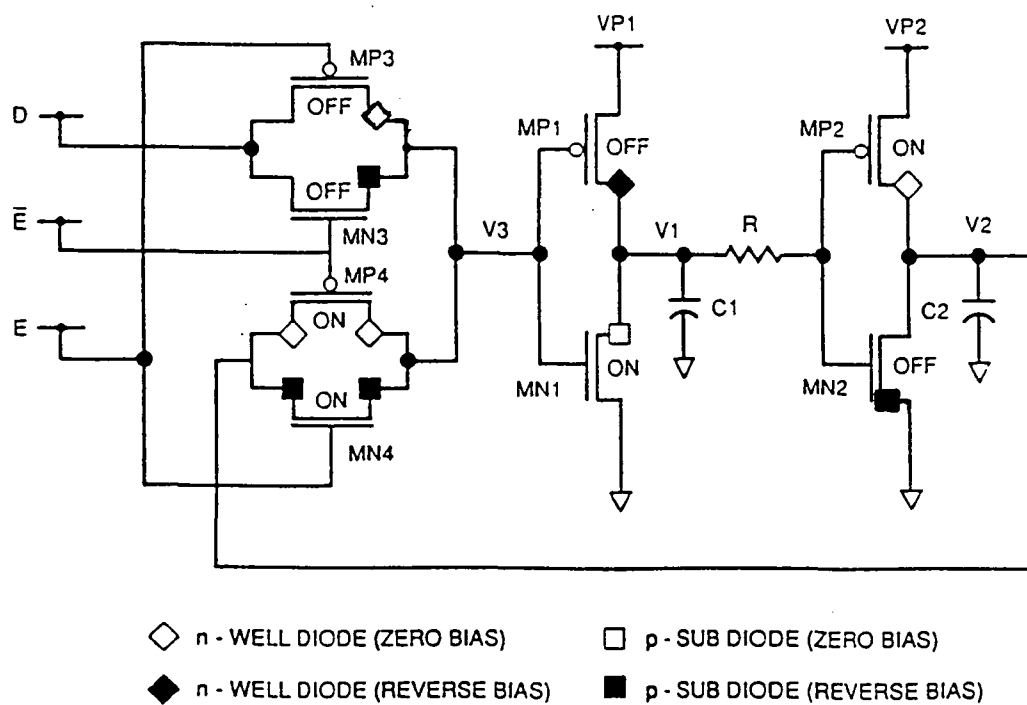 VP1
VP2
MP3
D
OFF
MP1
OFF
MP2
ON
OFF
E̅
MN3
V3
V1
R
V2
MP4
E
ON
C1
C2
ON
MN1
ON
MN2
OFF
MN4
n - WELL DIODE (ZERO BIAS)
p - SUB DIODE (ZERO BIAS)
n - WELL DIODE (REVERSE BIAS)
p - SUB DIODE (REVERSE BIAS)